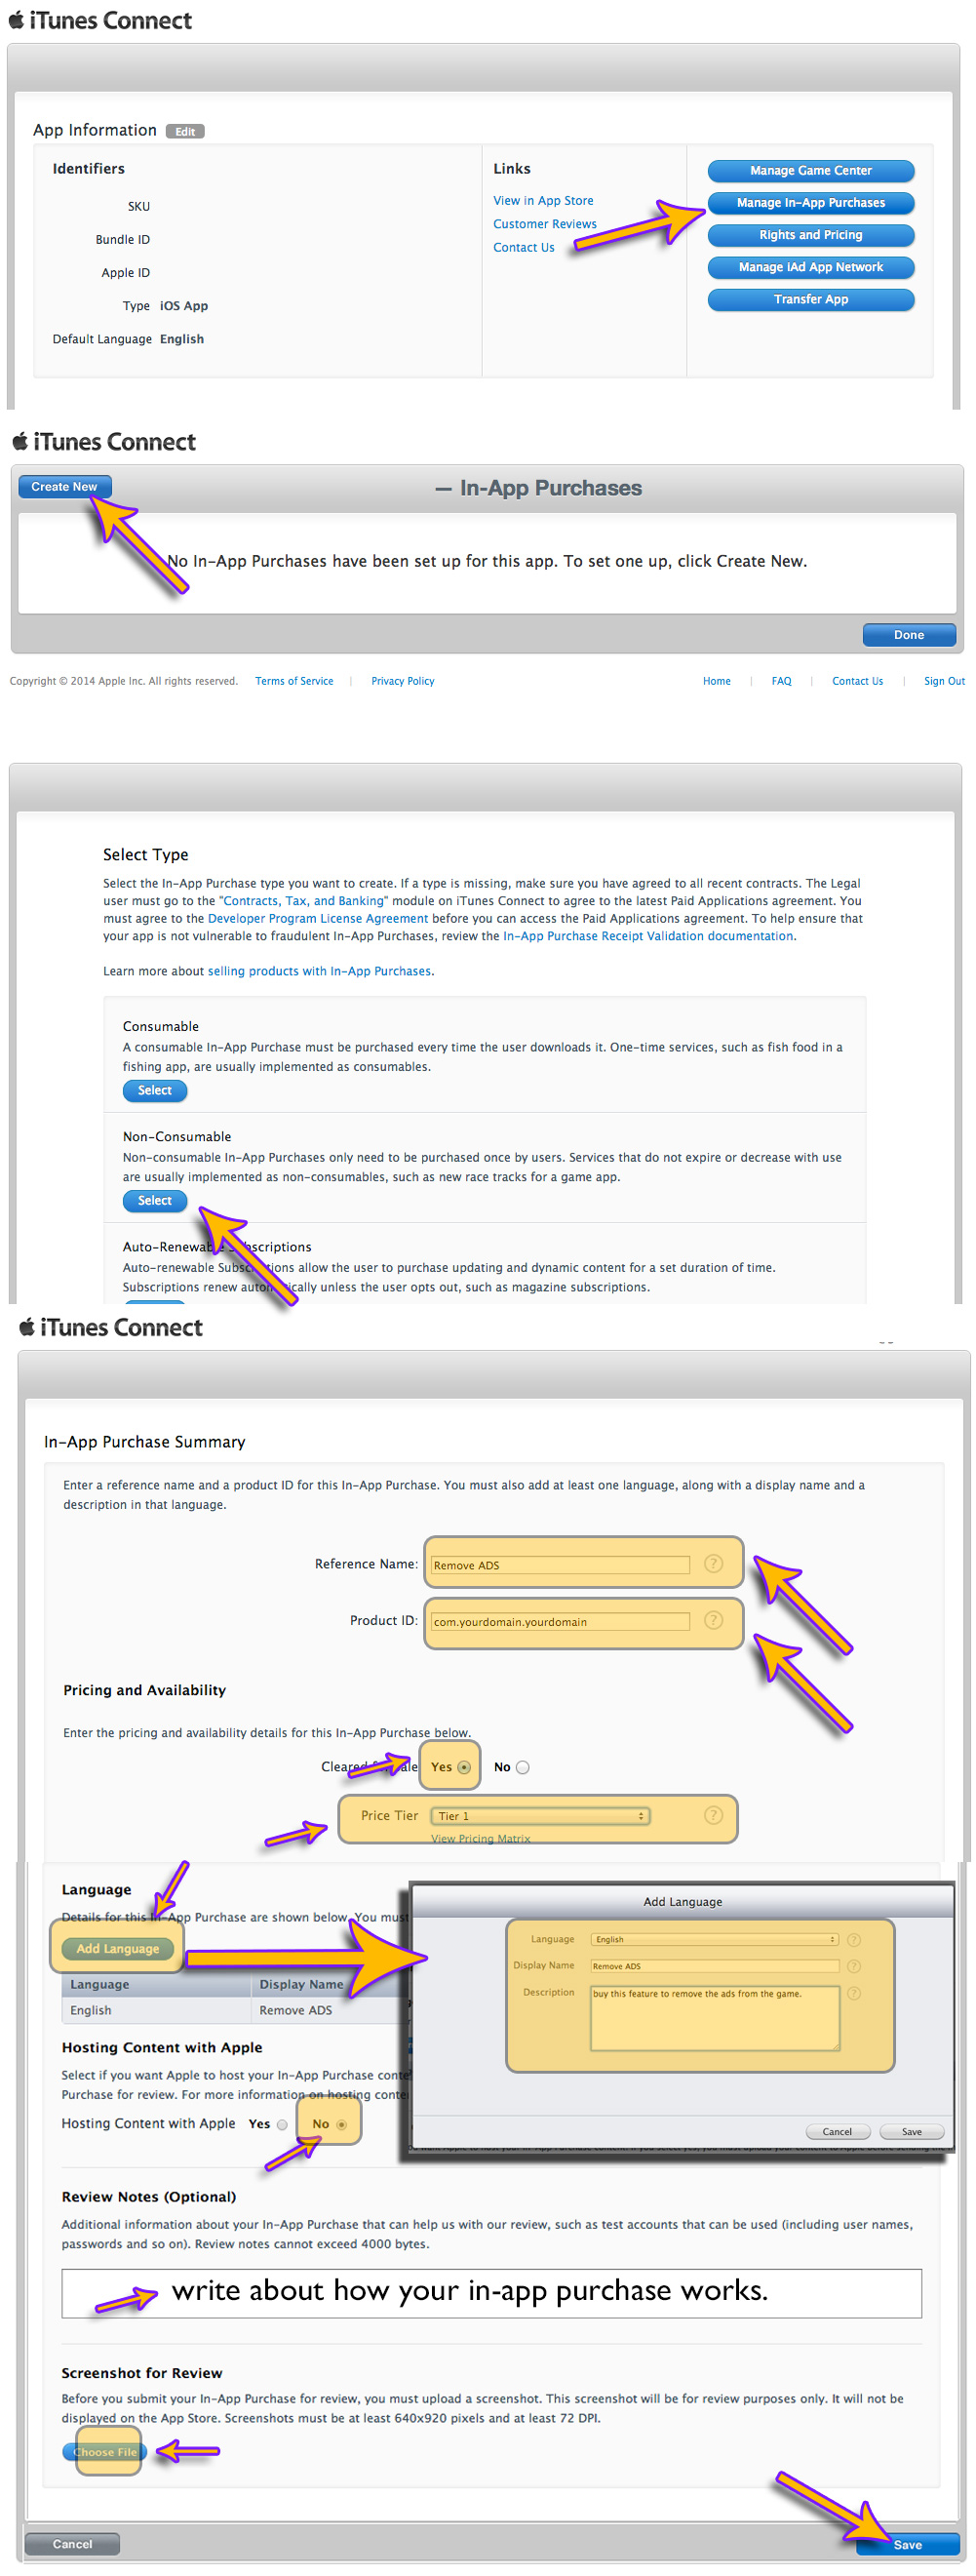 iTunes Connect
App Information Edit
Identifiers
SKU
Bundle ID
Apple ID
Type iOS App
Default Language English
Links
View in App Store
Customer Reviews
Contact Us
Manage Game Center
Manage In-App Purchases
Rights and Pricing
Manage iAd App Network
Transfer App
iTunes Connect
Create New
— In-App Purchases
No In-App Purchases have been set up for this app. To set one up, click Create New.
Done
Copyright © 2014 Apple Inc. All rights reserved. Terms of Service | Privacy Policy
Home | FAQ | Contact Us | Sign Out
Select Type
Select the In-App Purchase type you want to create. If a type is missing, make sure you have agreed to all recent contracts. The Legal
user must go to the "Contracts, Tax, and Banking" module on iTunes Connect to agree to the latest Paid Applications agreement. You
must agree to the Developer Program License Agreement before you can access the Paid Applications agreement. To help ensure that
your app is not vulnerable to fraudulent In-App Purchases, review the In-App Purchase Receipt Validation documentation.
Learn more about selling products with In-App Purchases.
Consumable
A consumable In-App Purchase must be purchased every time the user downloads it. One-time services, such as fish food in a
fishing app, are usually implemented as consumables.
Select
Non-Consumable
Non-consumable In-App Purchases only need to be purchased once by users. Services that do not expire or decrease with use
are usually implemented as non-consumables, such as new race tracks for a game app.
Select
Auto-Renewable Subscriptions
Auto-renewable Subscriptions allow the user to purchase updating and dynamic content for a set duration of time.
Subscriptions renew automatically unless the user opts out, such as magazine subscriptions.
iTunes Connect
In-App Purchase Summary
Enter a reference name and a product ID for this In-App Purchase. You must also add at least one language, along with a display name and a
description in that language.
Reference Name: Remove ADS ?
Product ID: com.yourdomain.yourdomain ?
Pricing and Availability
Enter the pricing and availability details for this In-App Purchase below.
Cleared for Sale Yes No
Price Tier Tier 1 ?
View Pricing Matrix
Language
Details for this In-App Purchase are shown below. You must
Add Language
Language Display Name
English Remove ADS
Add Language
Language English ?
Display Name Remove ADS ?
Description buy this feature to remove the ads from the game. ?
Cancel Save
Hosting Content with Apple
Select if you want Apple to host your In-App Purchase conte
Purchase for review. For more information on hosting conte
Hosting Content with Apple Yes No
Review Notes (Optional)
Additional information about your In-App Purchase that can help us with our review, such as test accounts that can be used (including user names,
passwords and so on). Review notes cannot exceed 4000 bytes.
write about how your in-app purchase works.
Screenshot for Review
Before you submit your In-App Purchase for review, you must upload a screenshot. This screenshot will be for review purposes only. It will not be
displayed on the App Store. Screenshots must be at least 640x920 pixels and at least 72 DPI.
Choose File
Cancel
Save